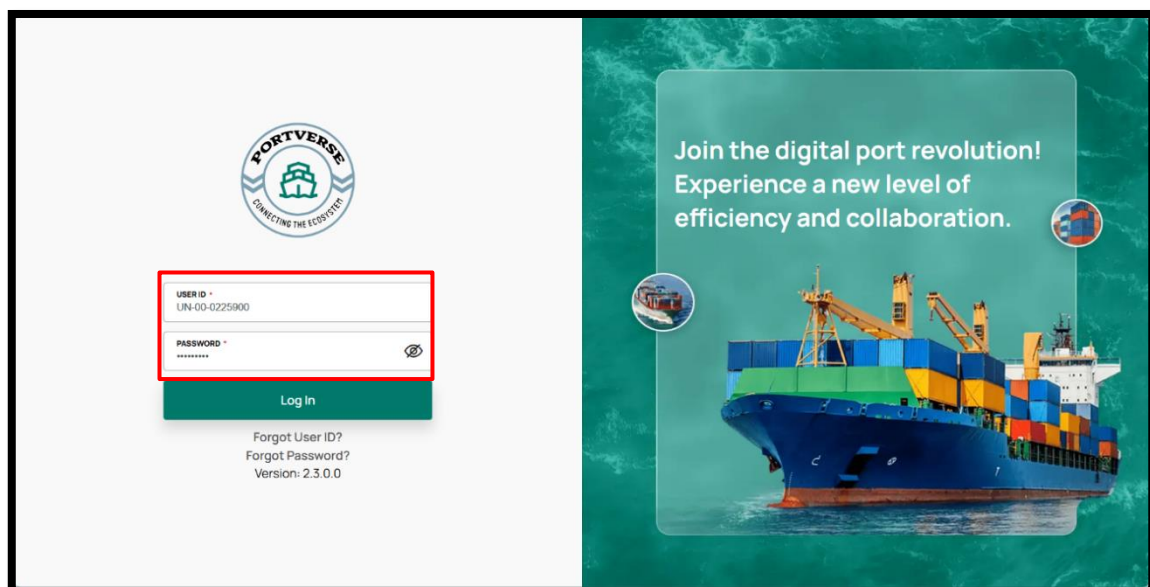 PORTVERSE
CONNECTING THE ECOSYSTEM
USER ID *
UN-00-0225900
PASSWORD *
•••••••••
Log In
Forgot User ID?
Forgot Password?
Version: 2.3.0.0
Join the digital port revolution!
Experience a new level of
efficiency and collaboration.